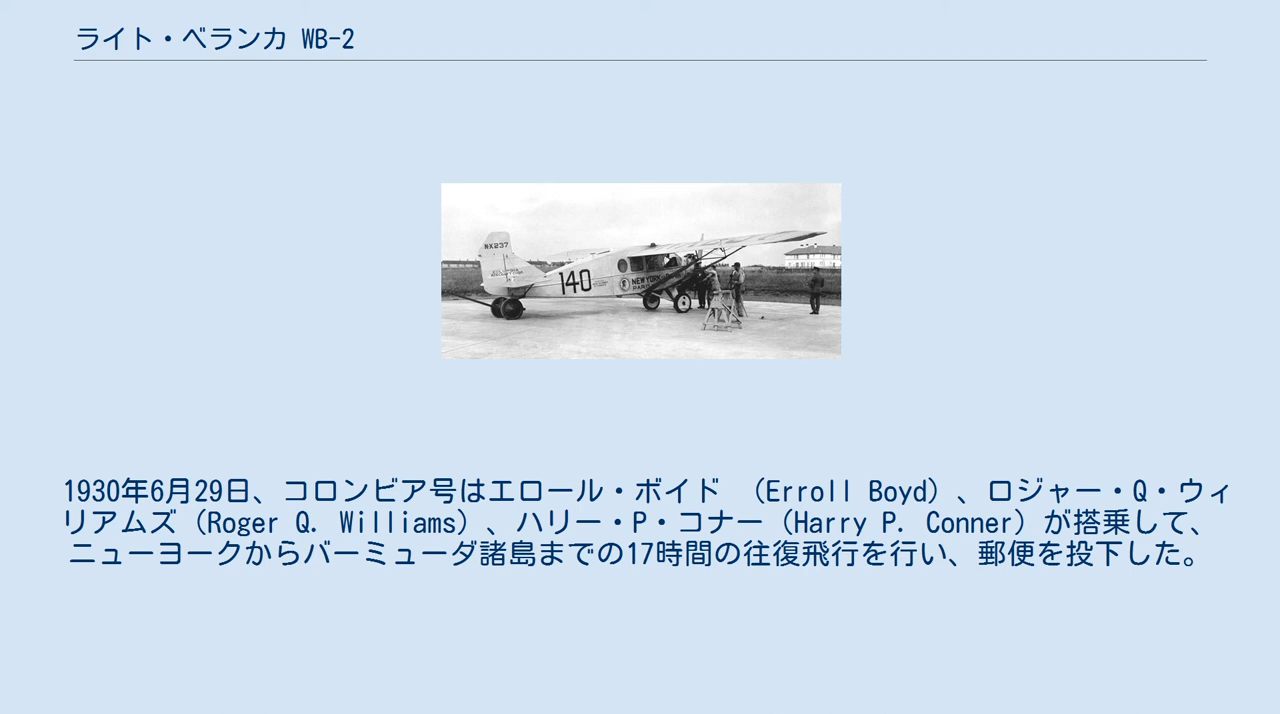 ライト・ベランカ WB-2
NX237
140
NEW YORK
1930年6月29日、コロンビア号はエロール・ボイド （Erroll Boyd）、ロジャー・Q・ウィ
リアムズ（Roger Q. Williams）、ハリー・P・コナー（Harry P. Conner）が搭乗して、
ニューヨークからバーミューダ諸島までの17時間の往復飛行を行い、郵便を投下した。